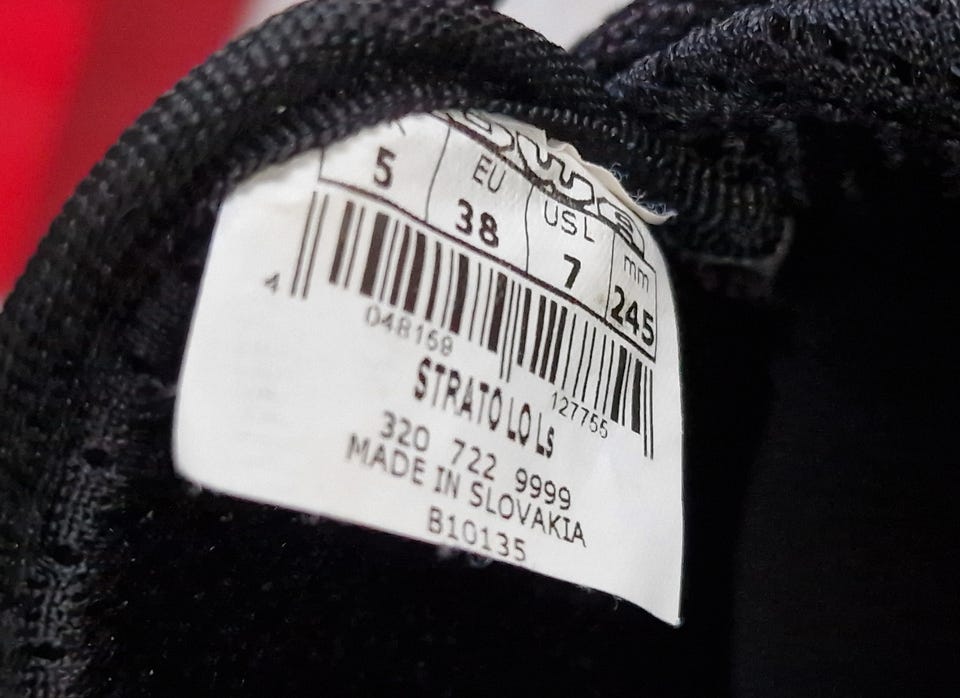 EU USL mm
5 38 7 245
4 048168 127755
STRATO LO Ls
320 722 9999
MADE IN SLOVAKIA
B10135